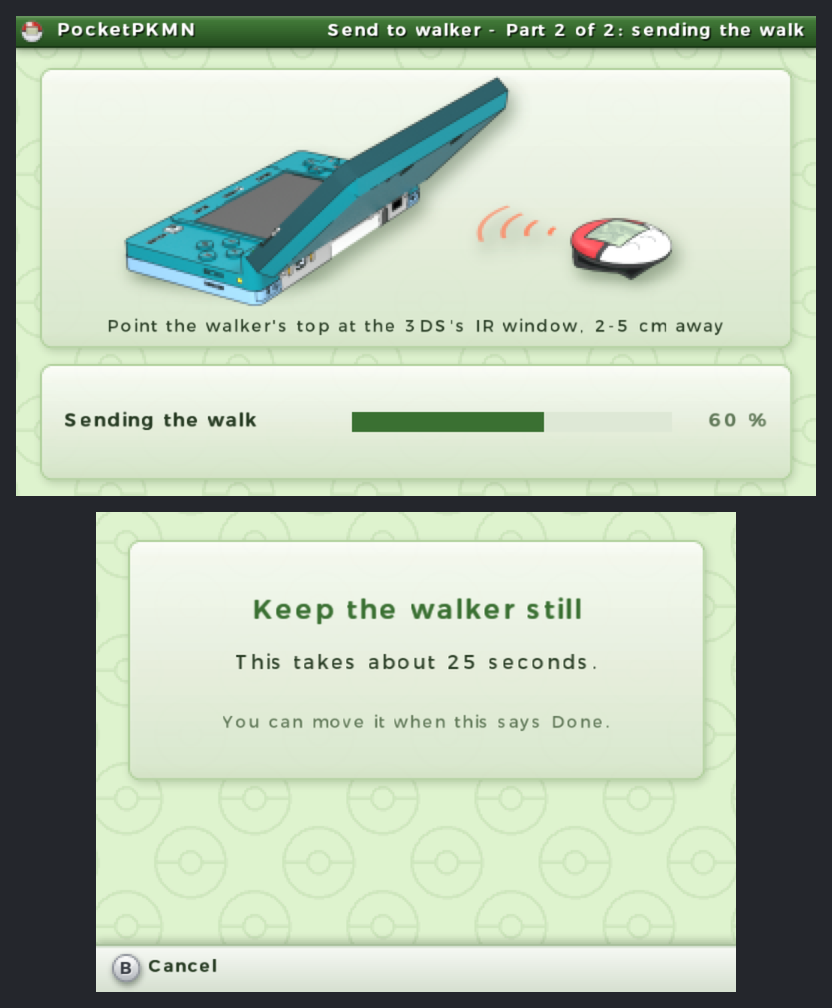 PocketPKMN
Send to walker - Part 2 of 2: sending the walk
Point the walker's top at the 3DS's IR window, 2-5 cm away
Sending the walk
60 %
Keep the walker still
This takes about 25 seconds.
You can move it when this says Done.
B Cancel